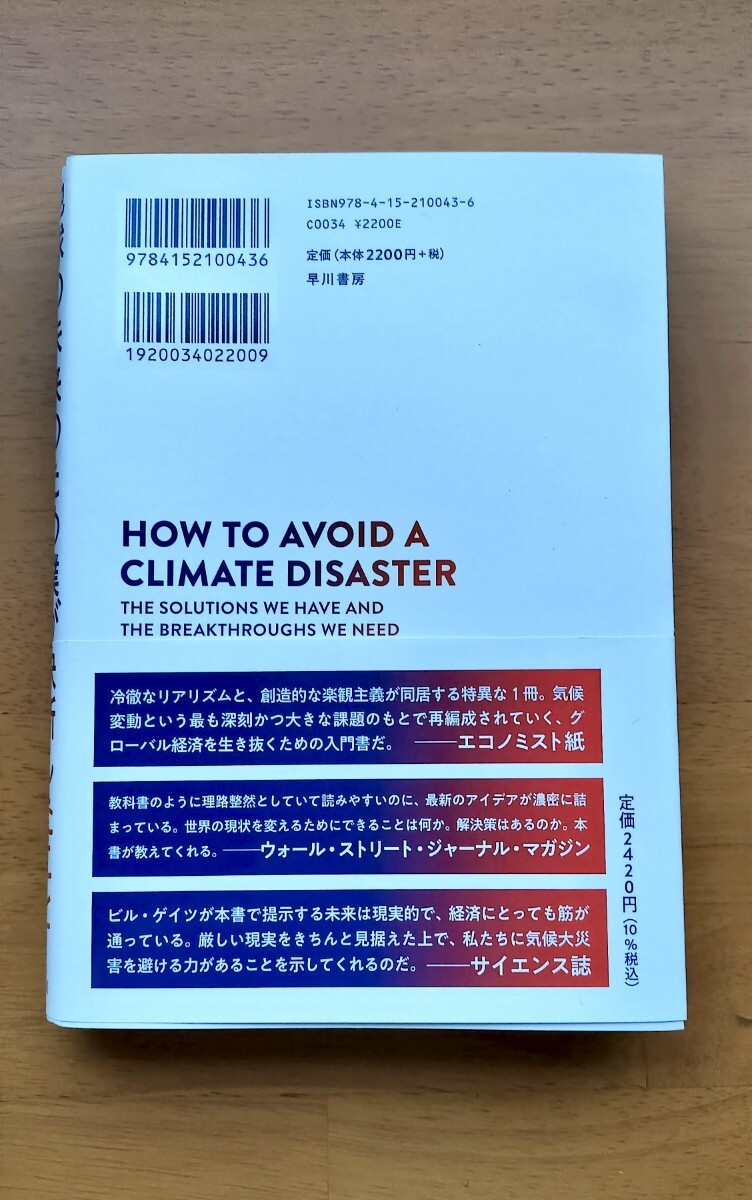 9784152100436
1920034022009
ISBN978-4-15-210043-6
C0034 ¥2200E
定価(本体2200円+税)
早川書房
HOW TO AVOID A
CLIMATE DISASTER
THE SOLUTIONS WE HAVE AND
THE BREAKTHROUGHS WE NEED
冷徹なリアリズムと、創造的な楽観主義が同居する特異な1冊。気候
変動という最も深刻かつ大きな課題のもとで再編成されていく、グ
ローバル経済を生き抜くための入門書だ。 ――エコノミスト紙
教科書のように理路整然としていて読みやすいのに、最新のアイデアが濃密に詰
まっている。世界の現状を変えるためにできることは何か。解決策はあるのか。本
書が教えてくれる。――ウォール・ストリート・ジャーナル・マガジン
ビル・ゲイツが本書で提示する未来は現実的で、経済にとっても筋が
通っている。厳しい現実をきちんと見据えた上で、私たちに気候大災
害を避ける力があることを示してくれるのだ。 ――サイエンス誌
定価2420円(10%税込)